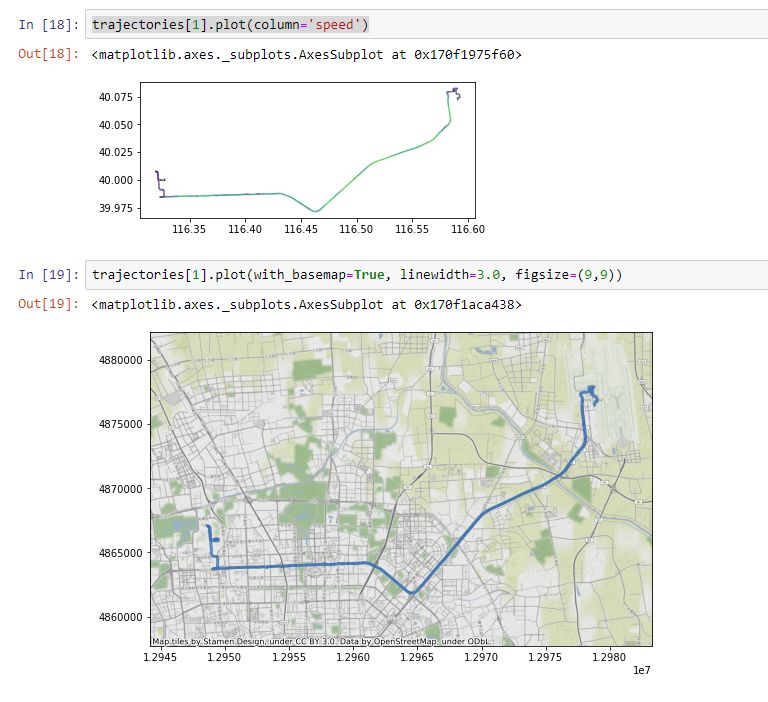 In [18]: trajectories[1].plot(column='speed')
Out[18]: <matplotlib.axes._subplots.AxesSubplot at 0x170f1975f60>
40.075
40.050
40.025
40.000
39.975
116.35 116.40 116.45 116.50 116.55 116.60
In [19]: trajectories[1].plot(with_basemap=True, linewidth=3.0, figsize=(9,9))
Out[19]: <matplotlib.axes._subplots.AxesSubplot at 0x170f1aca438>
4880000
4875000
4870000
4865000
4860000
Map tiles by Stamen Design, under CC BY 3.0. Data by OpenStreetMap, under ODbL.
1.2945 1.2950 1.2955 1.2960 1.2965 1.2970 1.2975 1.2980
1e7